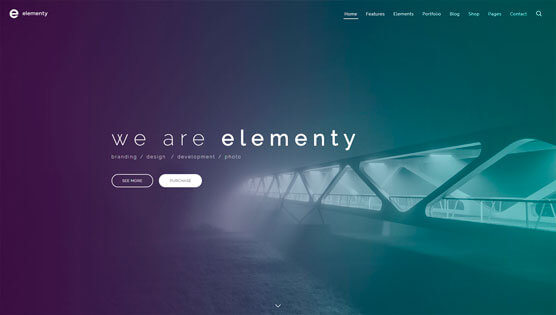 elementy
Home Features Elements Portfolio Blog Shop Pages Contact
we are elementy
branding / design / development / photo
SEE MORE PURCHASE